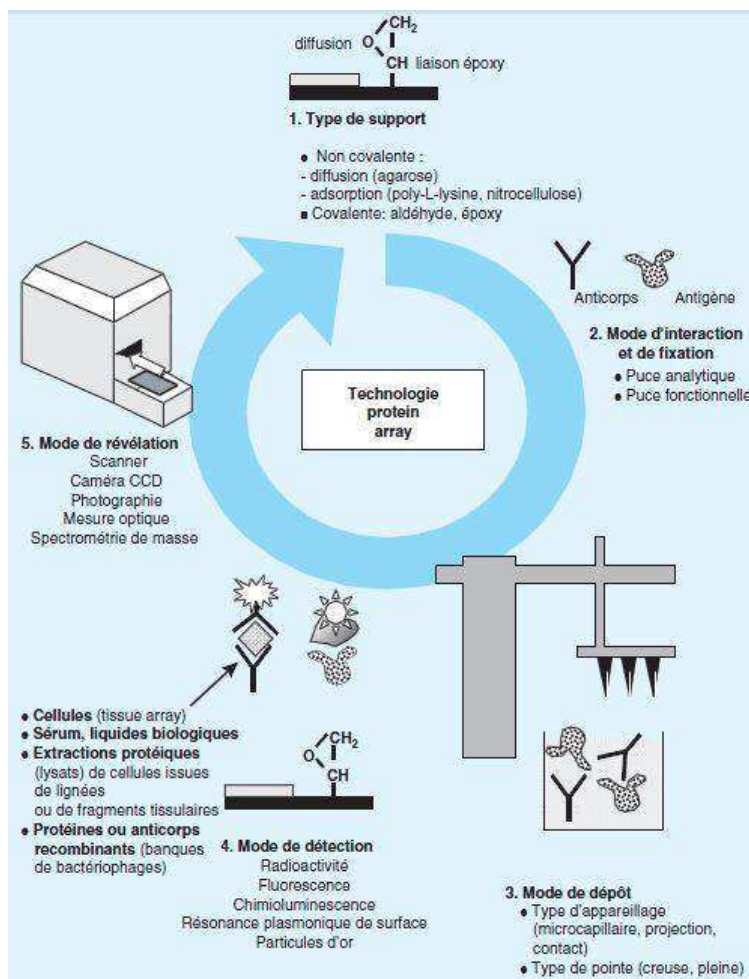 diffusion
O
CH2
CH liaison époxy
1. Type de support
● Non covalente :
- diffusion (agarose)
- adsorption (poly-L-lysine, nitrocellulose)
■ Covalente: aldéhyde, époxy
Anticorps Antigène
2. Mode d'interaction
et de fixation
● Puce analytique
● Puce fonctionnelle
Technologie
protein
array
5. Mode de révélation
Scanner
Caméra CCD
Photographie
Mesure optique
Spectrométrie de masse
● Cellules (tissue array)
● Sérum, liquides biologiques
● Extractions protéiques
(lysats) de cellules issues
de lignées
ou de fragments tissulaires
● Protéines ou anticorps
recombinants (banques
de bactériophages)
O
CH2
CH
4. Mode de détection
Radioactivité
Fluorescence
Chimioluminescence
Résonance plasmonique de surface
Particules d'or
3. Mode de dépôt
● Type d'appareillage
(microcapillaire, projection,
contact)
● Type de pointe (creuse, pleine)